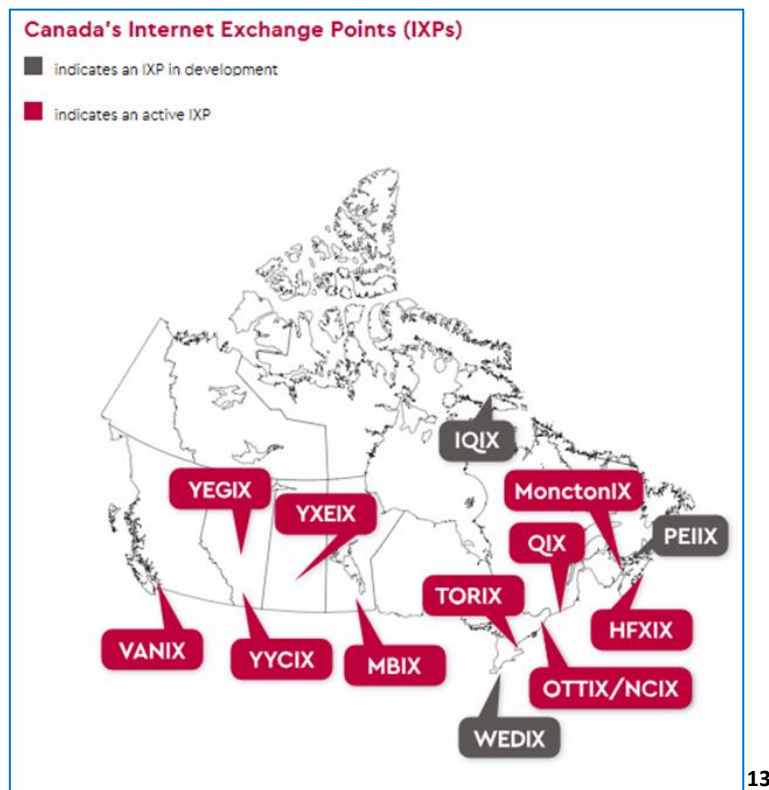 Canada's Internet Exchange Points (IXPs)
indicates an IXP in development
indicates an active IXP
IQIX
YEGIX
MonctonIX
YXEIX
QIX
PEIIX
TORIX
HFXIX
VANIX
YYCIX
MBIX
OTTIX/NCIX
WEDIX
13